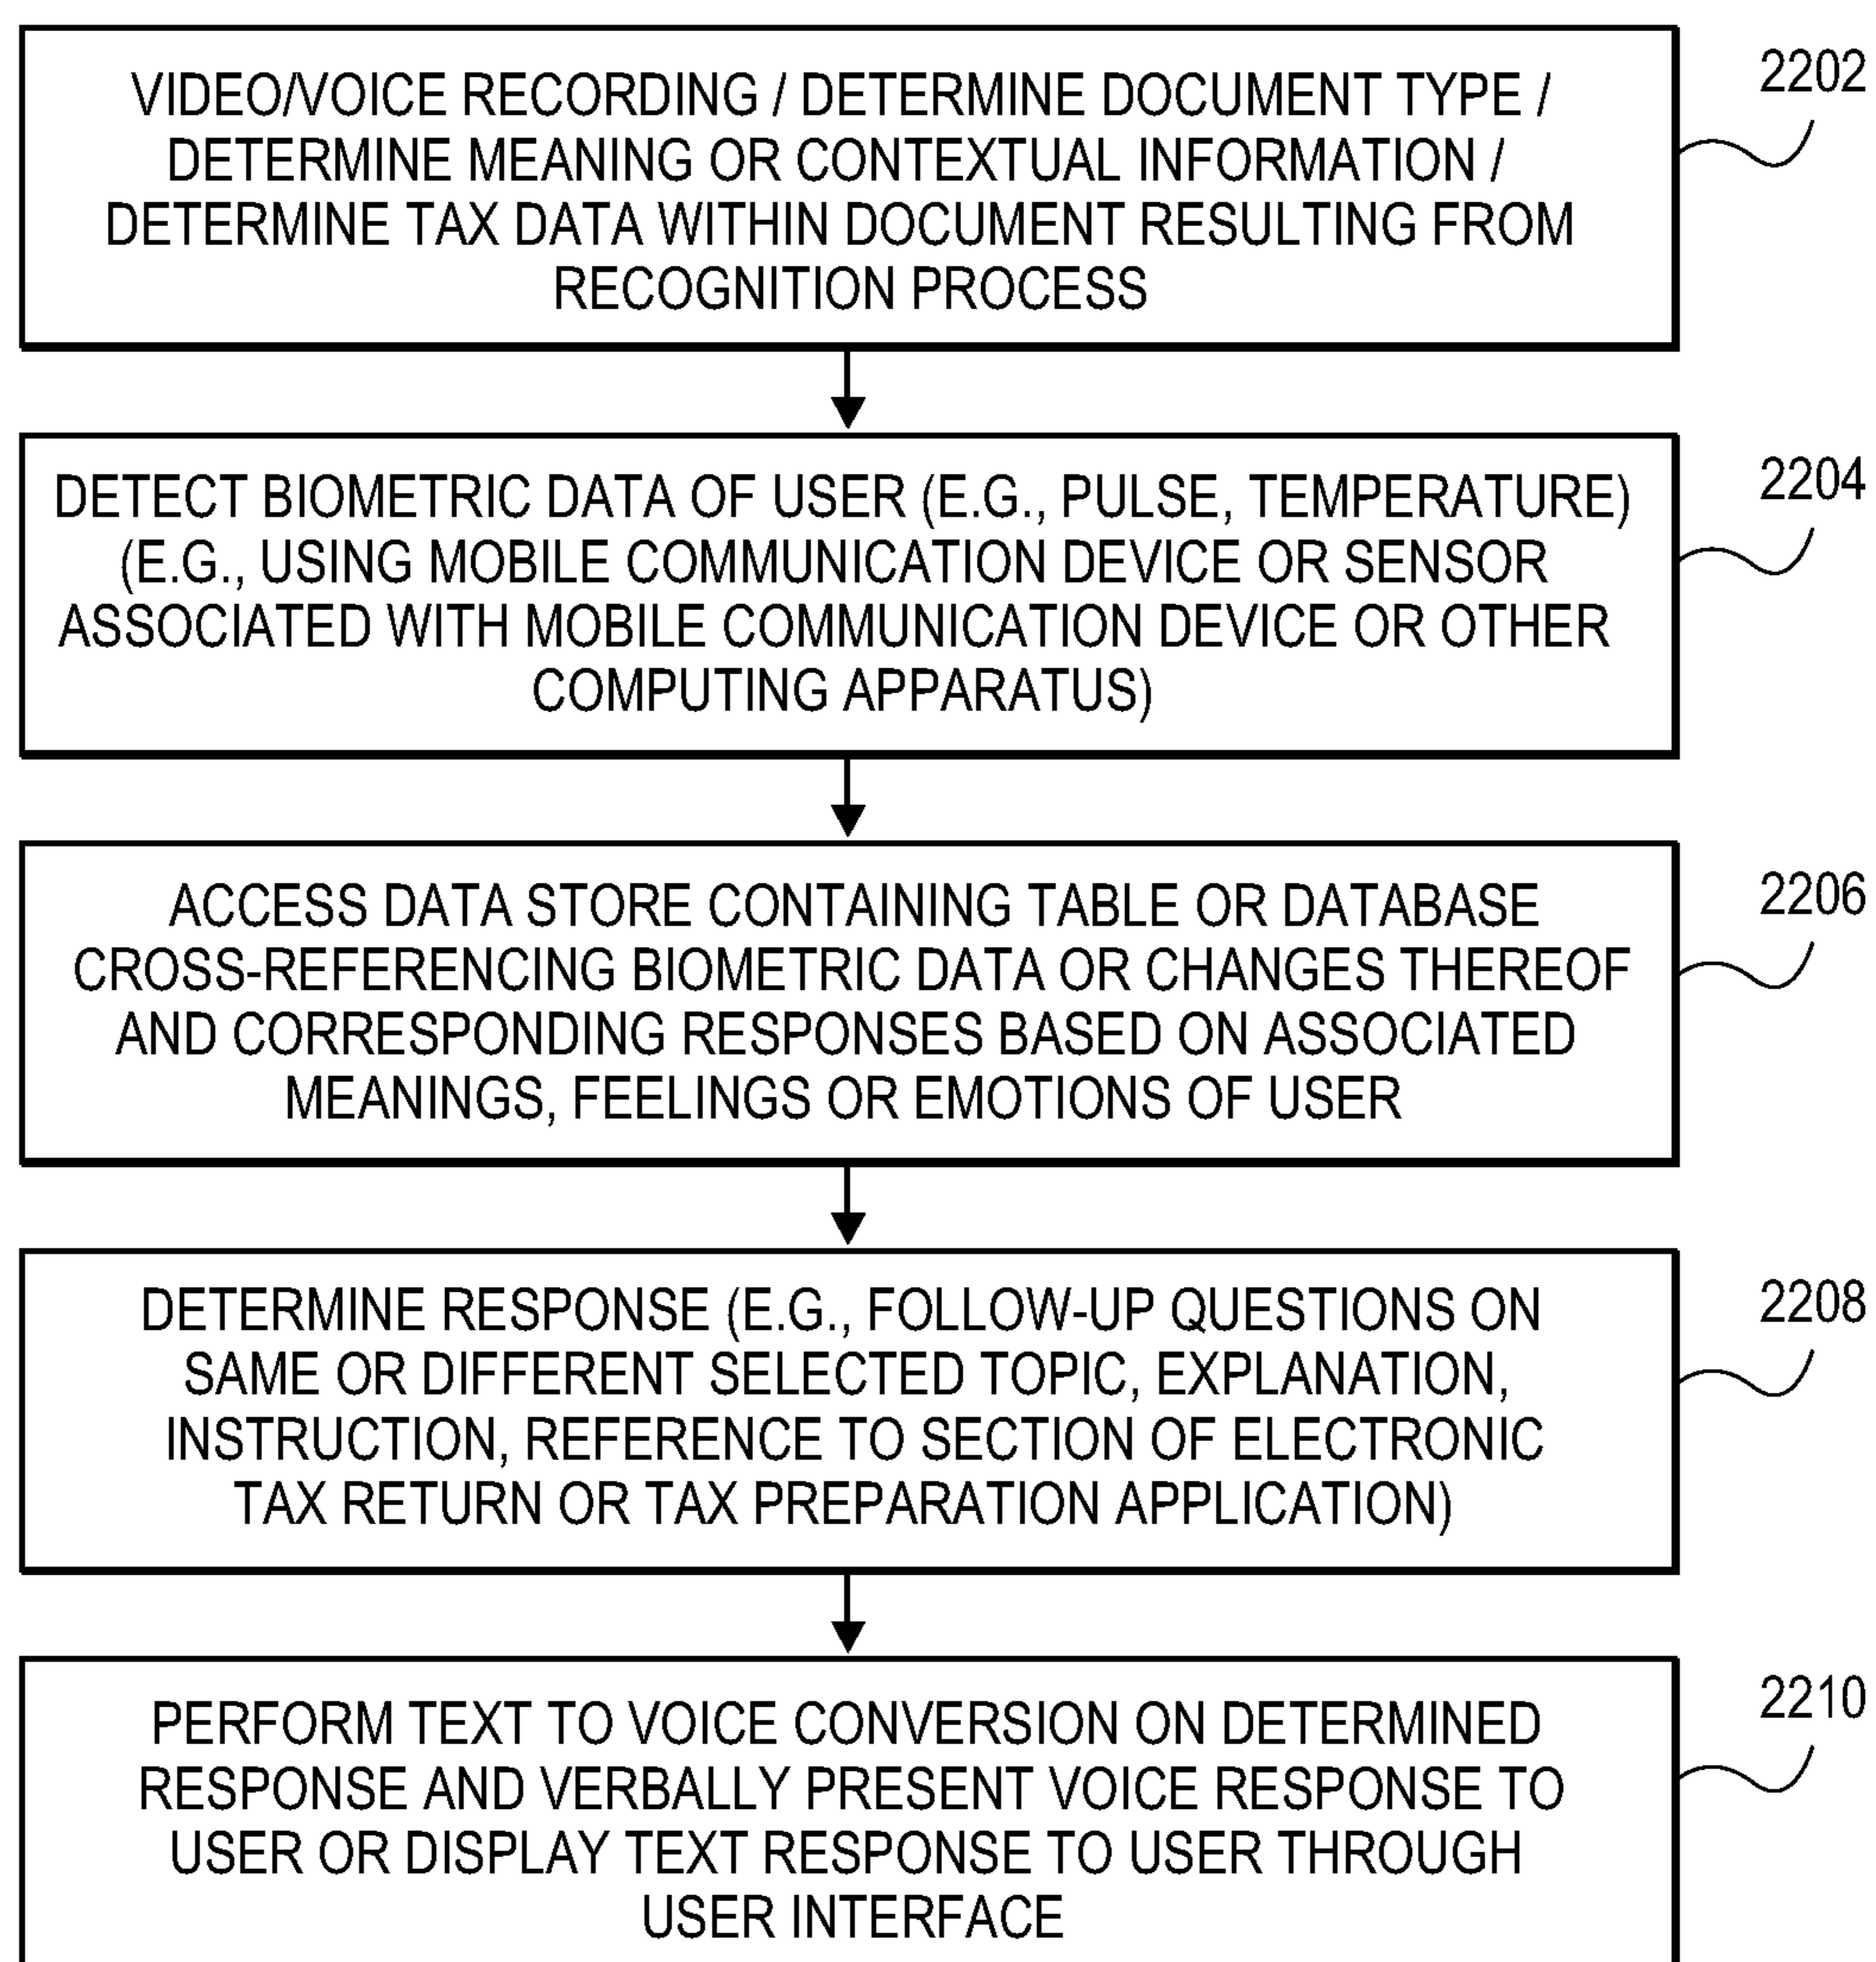 2202
VIDEO/VOICE RECORDING / DETERMINE DOCUMENT TYPE /
DETERMINE MEANING OR CONTEXTUAL INFORMATION /
DETERMINE TAX DATA WITHIN DOCUMENT RESULTING FROM
RECOGNITION PROCESS
2204
DETECT BIOMETRIC DATA OF USER (E.G., PULSE, TEMPERATURE)
(E.G., USING MOBILE COMMUNICATION DEVICE OR SENSOR
ASSOCIATED WITH MOBILE COMMUNICATION DEVICE OR OTHER
COMPUTING APPARATUS)
2206
ACCESS DATA STORE CONTAINING TABLE OR DATABASE
CROSS-REFERENCING BIOMETRIC DATA OR CHANGES THEREOF
AND CORRESPONDING RESPONSES BASED ON ASSOCIATED
MEANINGS, FEELINGS OR EMOTIONS OF USER
2208
DETERMINE RESPONSE (E.G., FOLLOW-UP QUESTIONS ON
SAME OR DIFFERENT SELECTED TOPIC, EXPLANATION,
INSTRUCTION, REFERENCE TO SECTION OF ELECTRONIC
TAX RETURN OR TAX PREPARATION APPLICATION)
2210
PERFORM TEXT TO VOICE CONVERSION ON DETERMINED
RESPONSE AND VERBALLY PRESENT VOICE RESPONSE TO
USER OR DISPLAY TEXT RESPONSE TO USER THROUGH
USER INTERFACE